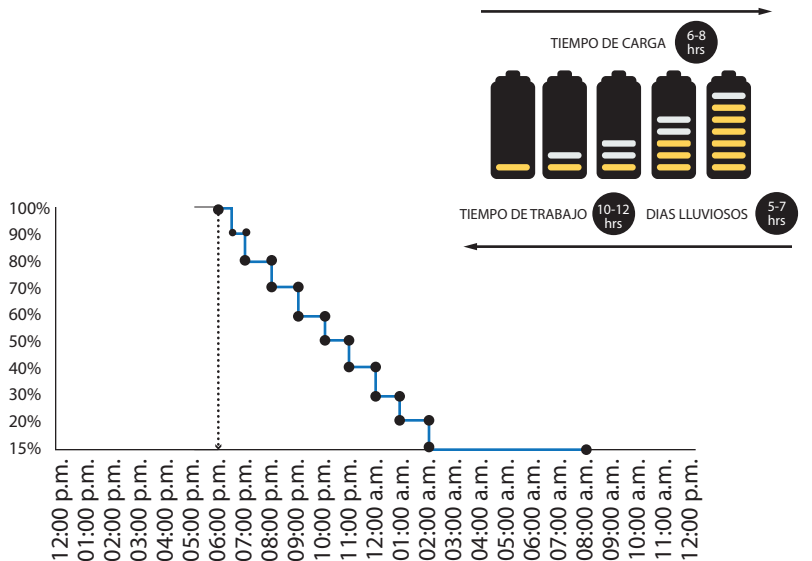 TIEMPO DE CARGA
6-8
hrs
TIEMPO DE TRABAJO
10-12
hrs
DIAS LLUVIOSOS
5-7
hrs
100%
90%
80%
70%
60%
50%
40%
30%
20%
15%
12:00 p.m.
01:00 p.m.
02:00 p.m.
03:00 p.m.
04:00 p.m.
05:00 p.m.
06:00 p.m.
07:00 p.m.
08:00 p.m.
09:00 p.m.
10:00 p.m.
11:00 p.m.
12:00 a.m.
01:00 a.m.
02:00 a.m.
03:00 a.m.
04:00 a.m.
05:00 a.m.
06:00 a.m.
07:00 a.m.
08:00 a.m.
09:00 a.m.
10:00 a.m.
11:00 a.m.
12:00 p.m.